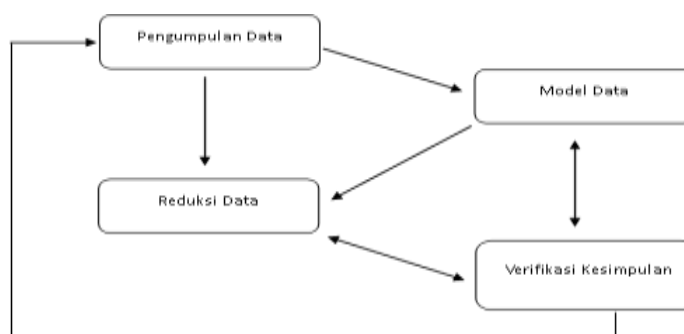 Pengumpulan Data
Model Data
Reduksi Data
Verifikasi Kesimpulan